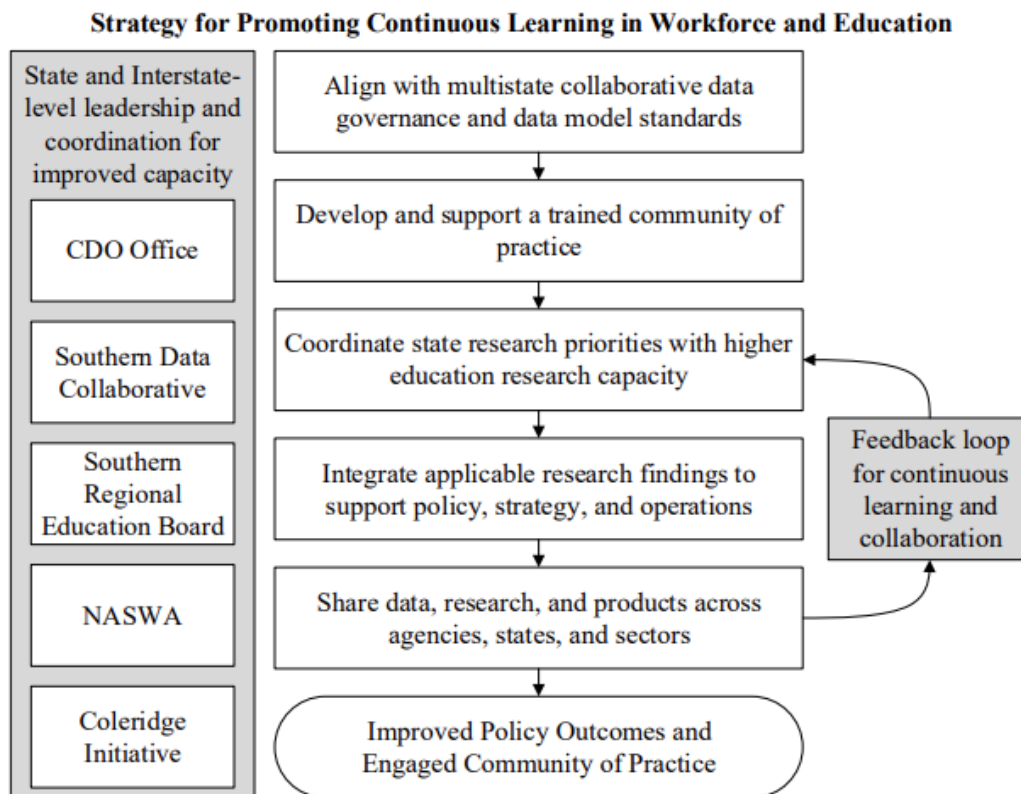 Strategy for Promoting Continuous Learning in Workforce and Education
State and Interstate-
level leadership and
coordination for
improved capacity
CDO Office
Southern Data
Collaborative
Southern
Regional
Education Board
NASWA
Coleridge
Initiative
Align with multistate collaborative data
governance and data model standards
Develop and support a trained community of
practice
Coordinate state research priorities with higher
education research capacity
Integrate applicable research findings to
support policy, strategy, and operations
Share data, research, and products across
agencies, states, and sectors
Improved Policy Outcomes and
Engaged Community of Practice
Feedback loop
for continuous
learning and
collaboration